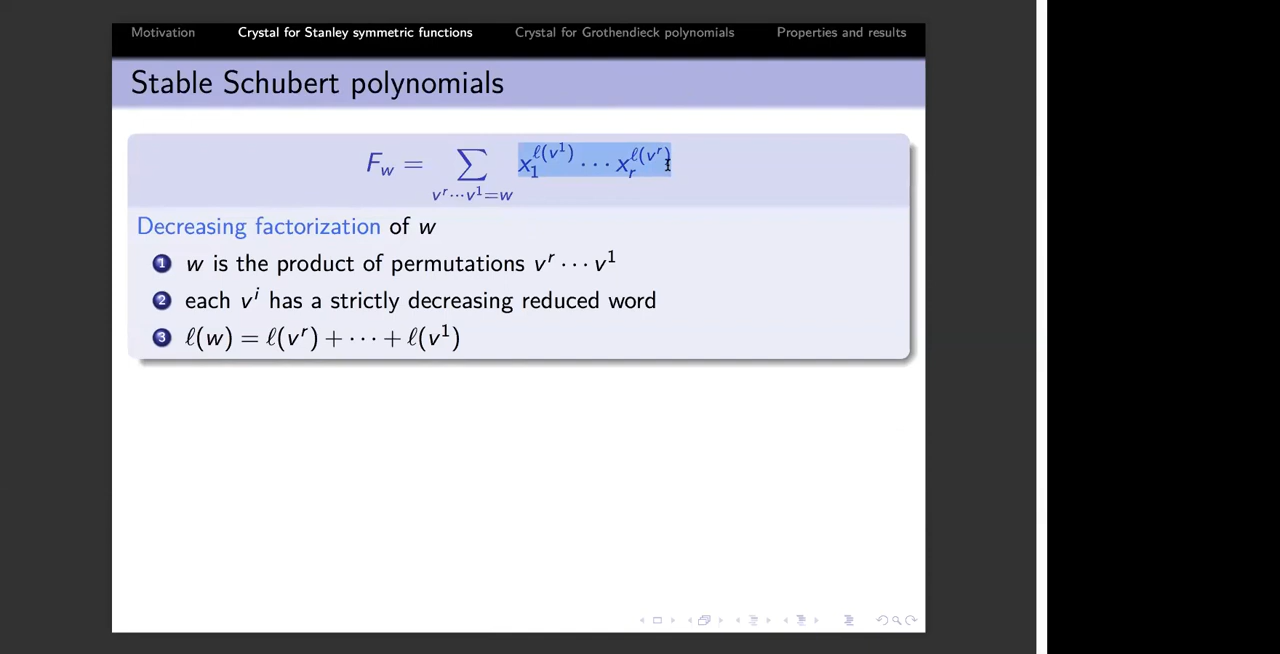 Motivation Crystal for Stanley symmetric functions Crystal for Grothendieck polynomials Properties and results
Stable Schubert polynomials
$F_w = \sum_{v^r \cdots v^1 = w} x_1^{\ell(v^1)} \cdots x_r^{\ell(v^r)}$
Decreasing factorization of $w$
1 $w$ is the product of permutations $v^r \cdots v^1$
2 each $v^i$ has a strictly decreasing reduced word
3 $\ell(w) = \ell(v^r) + \cdots + \ell(v^1)$